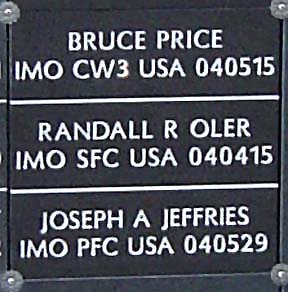 BRUCE PRICE
IMO CW3 USA 040515
RANDALL R OLER
IMO SFC USA 040415
JOSEPH A JEFFRIES
IMO PFC USA 040529